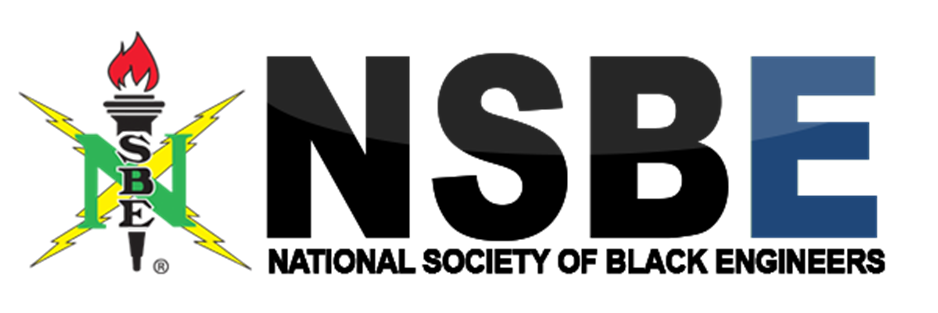 N
S
B
E
®
NSBE
NATIONAL SOCIETY OF BLACK ENGINEERS